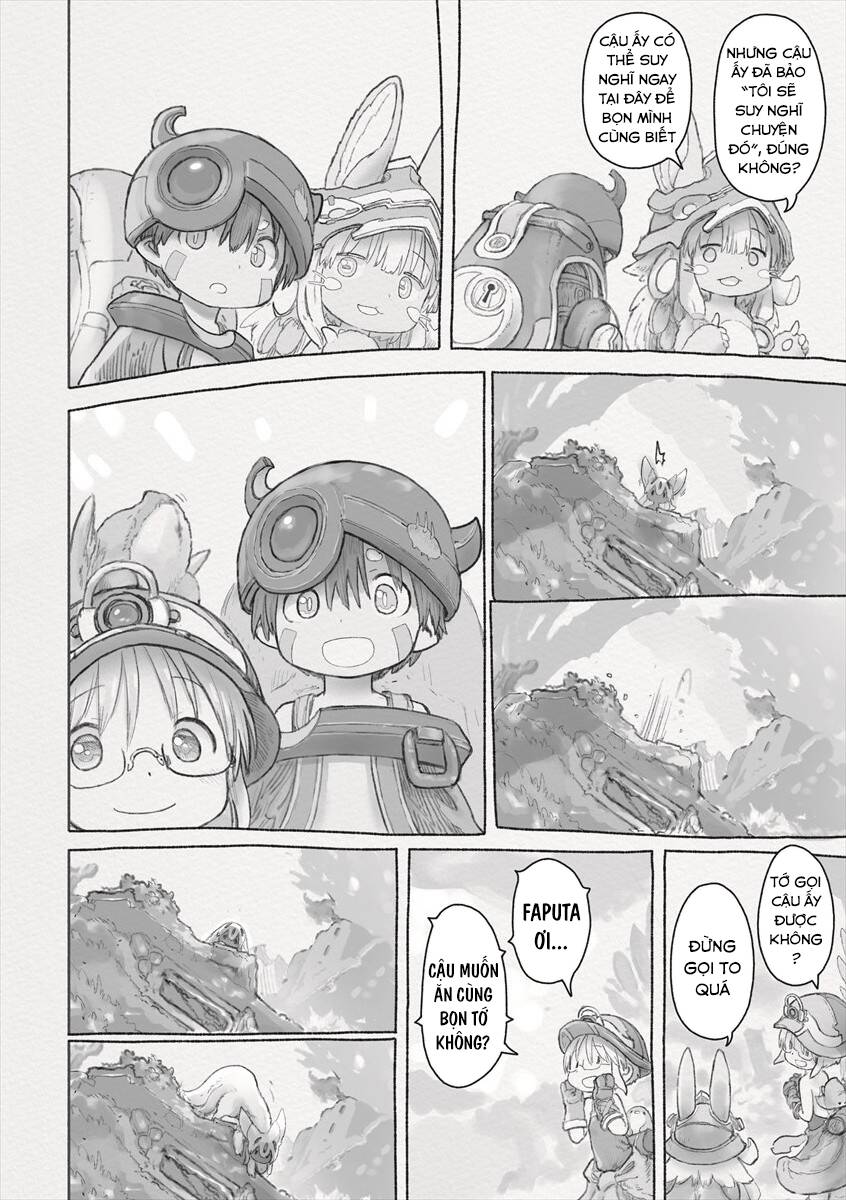 NHƯNG CẬU
ẤY ĐÃ BẢO
“TÔI SẼ
SUY NGHĨ
CHUYỆN
ĐÓ”, ĐÚNG
KHÔNG?
CẬU ẤY CÓ
THỂ SUY
NGHĨ NGAY
TẠI ĐÂY ĐỂ
BỌN MÌNH
CÙNG BIẾT
TỚ GỌI
CẬU ẤY
ĐƯỢC
KHÔNG
?
ĐỪNG
GỌI TO
QUÁ
FAPUTA
ƠI...
CẬU MUỐN
ĂN CÙNG
BỌN TỚ
KHÔNG?